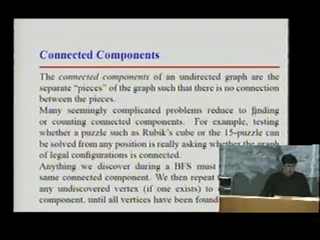 Connected Components
The connected components of an undirected graph are the
separate “pieces” of the graph such that there is no connection
between the pieces.
Many seemingly complicated problems reduce to finding
or counting connected components. For example, testing
whether a puzzle such as Rubik’s cube or the 15-puzzle can
be solved from any position is really asking whether the graph
of legal configurations is connected.
Anything we discover during a BFS must
same connected component. We then repeat
any undiscovered vertex (if one exists) to
component, until all vertices have been found